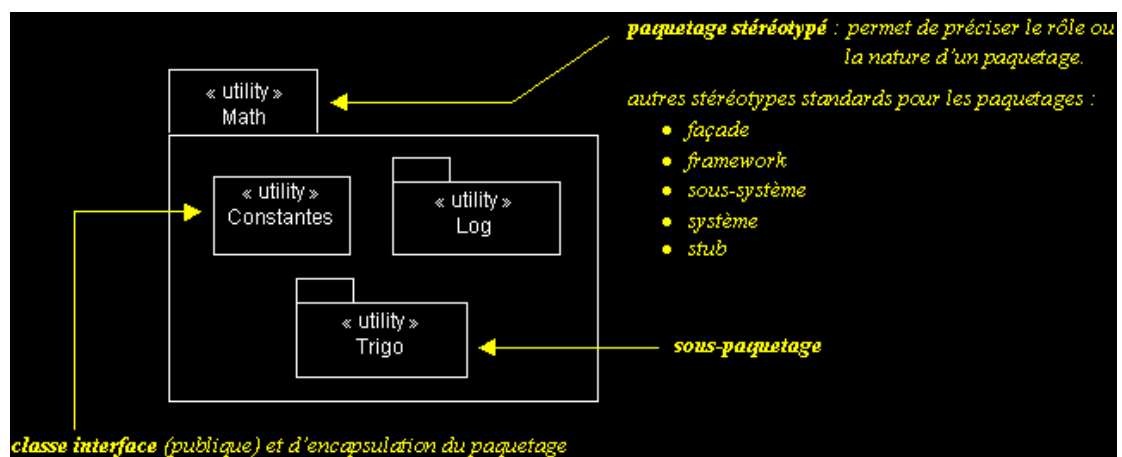 paquetage stéréotypé : permet de préciser le rôle ou
la nature d'un paquetage.
« utility »
Math
autres stéréotypes standards pour les paquetages :
• façade
• framework
• sous-système
• système
• stub
« utility »
Constantes
« utility »
Log
« utility »
Trigo
sous-paquetage
classe interface (publique) et d'encapsulation du paquetage